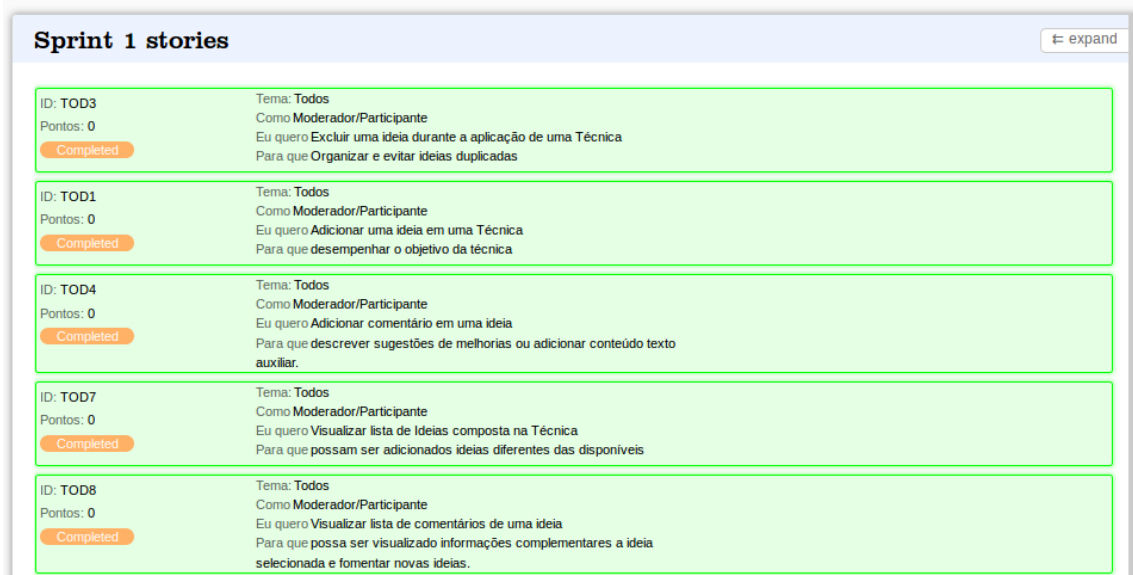 Sprint 1 stories
⇇ expand
ID: TOD3
Pontos: 0
Completed
Tema: Todos
Como Moderador/Participante
Eu quero Excluir uma ideia durante a aplicação de uma Técnica
Para que Organizar e evitar ideias duplicadas
ID: TOD1
Pontos: 0
Completed
Tema: Todos
Como Moderador/Participante
Eu quero Adicionar uma ideia em uma Técnica
Para que desempenhar o objetivo da técnica
ID: TOD4
Pontos: 0
Completed
Tema: Todos
Como Moderador/Participante
Eu quero Adicionar comentário em uma ideia
Para que descrever sugestões de melhorias ou adicionar conteúdo texto
auxiliar.
ID: TOD7
Pontos: 0
Completed
Tema: Todos
Como Moderador/Participante
Eu quero Visualizar lista de Ideias composta na Técnica
Para que possam ser adicionados ideias diferentes das disponíveis
ID: TOD8
Pontos: 0
Completed
Tema: Todos
Como Moderador/Participante
Eu quero Visualizar lista de comentários de uma ideia
Para que possa ser visualizado informações complementares a ideia
selecionada e fomentar novas ideias.